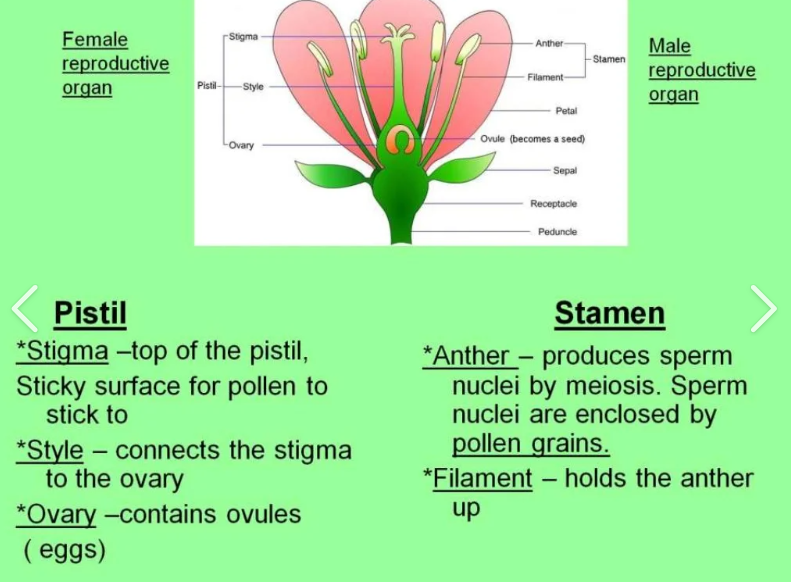 Female
reproductive
organ
Stigma
Pistil
Style
Ovary
Anther
Stamen
Filament
Petal
Ovule (becomes a seed)
Sepal
Receptacle
Peduncle
Male
reproductive
organ
Pistil
*Stigma –top of the pistil,
Sticky surface for pollen to
stick to
*Style – connects the stigma
to the ovary
*Ovary –contains ovules
( eggs)
Stamen
*Anther – produces sperm
nuclei by meiosis. Sperm
nuclei are enclosed by
pollen grains.
*Filament – holds the anther
up